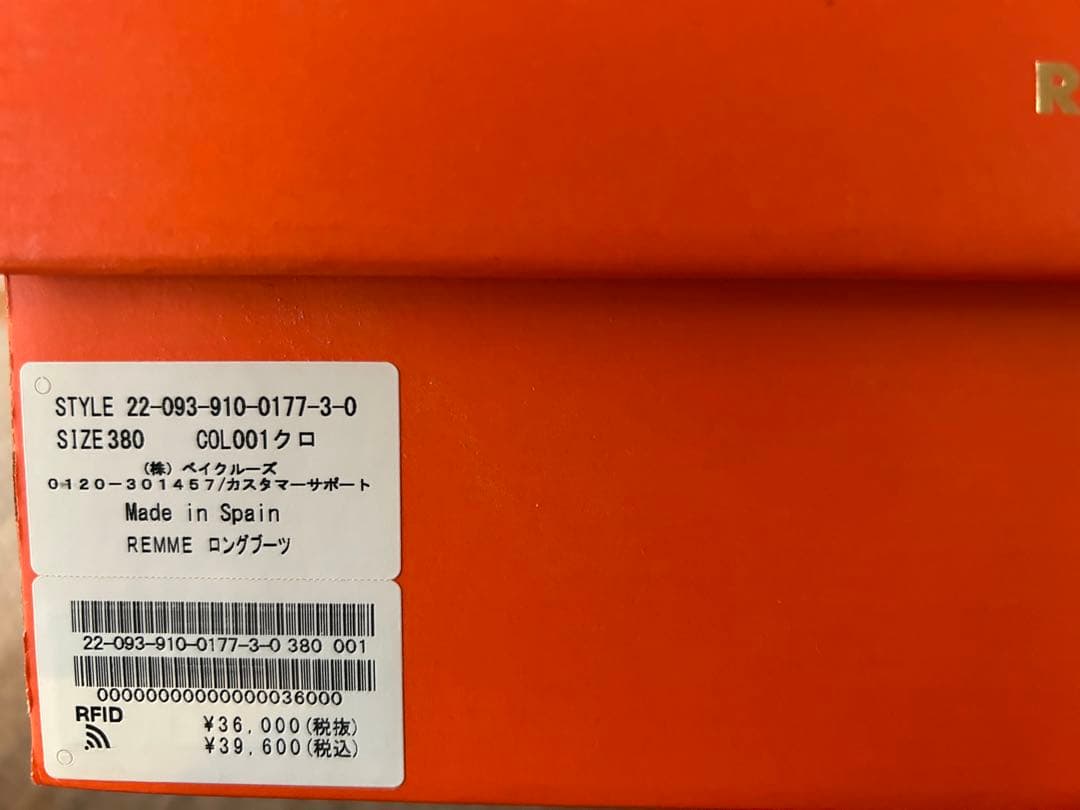 R
STYLE 22-093-910-0177-3-0
SIZE380 COL001クロ
(株)ベイクルーズ
0120-301457/カスタマーサポート
Made in Spain
REMME ロングブーツ
22-093-910-0177-3-0 380 001
00000000000000036000
RFID
¥36,000(税抜)
¥39,600(税込)